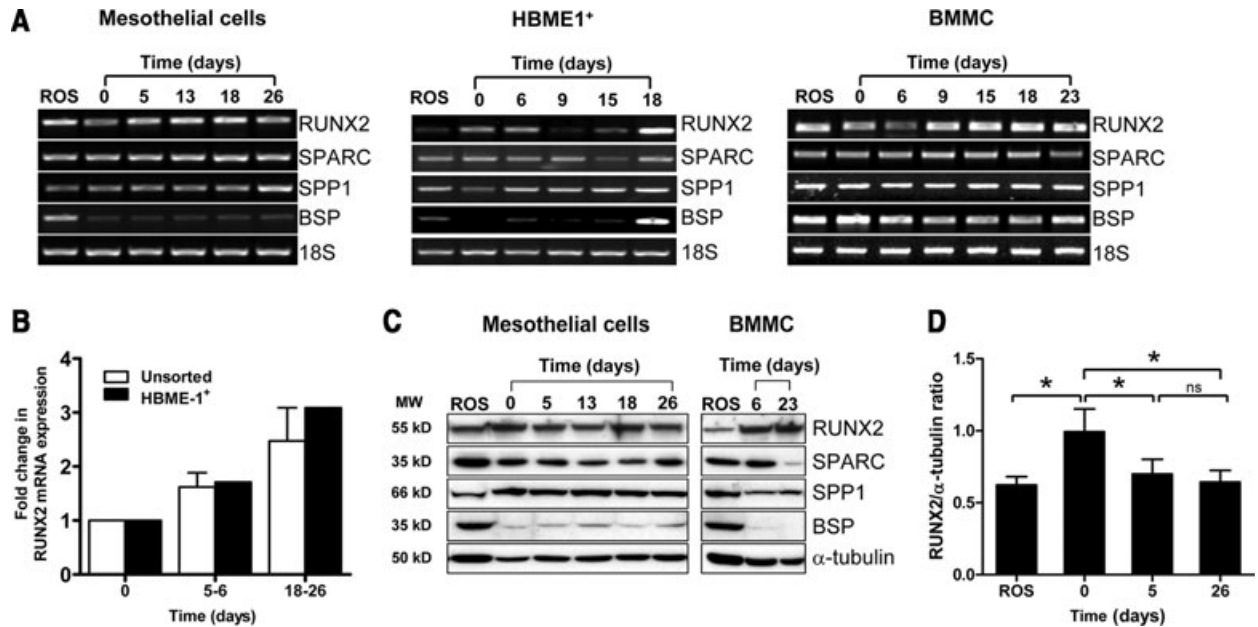 A
Mesothelial cells
Time (days)
ROS 0 5 13 18 26
RUNX2
SPARC
SPP1
BSP
18S
HBME1⁺
Time (days)
ROS 0 6 9 15 18
RUNX2
SPARC
SPP1
BSP
18S
BMMC
Time (days)
ROS 0 6 9 15 18 23
RUNX2
SPARC
SPP1
BSP
18S
B
Fold change in
RUNX2 mRNA expression
4
3
2
1
0
Unsorted
HBME-1⁺
0 5-6 18-26
Time (days)
C
Mesothelial cells
Time (days)
MW ROS 0 5 13 18 26
BMMC
Time (days)
ROS 6 23
55 kD RUNX2
35 kD SPARC
66 kD SPP1
35 kD BSP
50 kD α-tubulin
D
RUNX2/α-tubulin ratio
1.5
1.0
0.5
0.0
*
* * ns
ROS 0 5 26
Time (days)